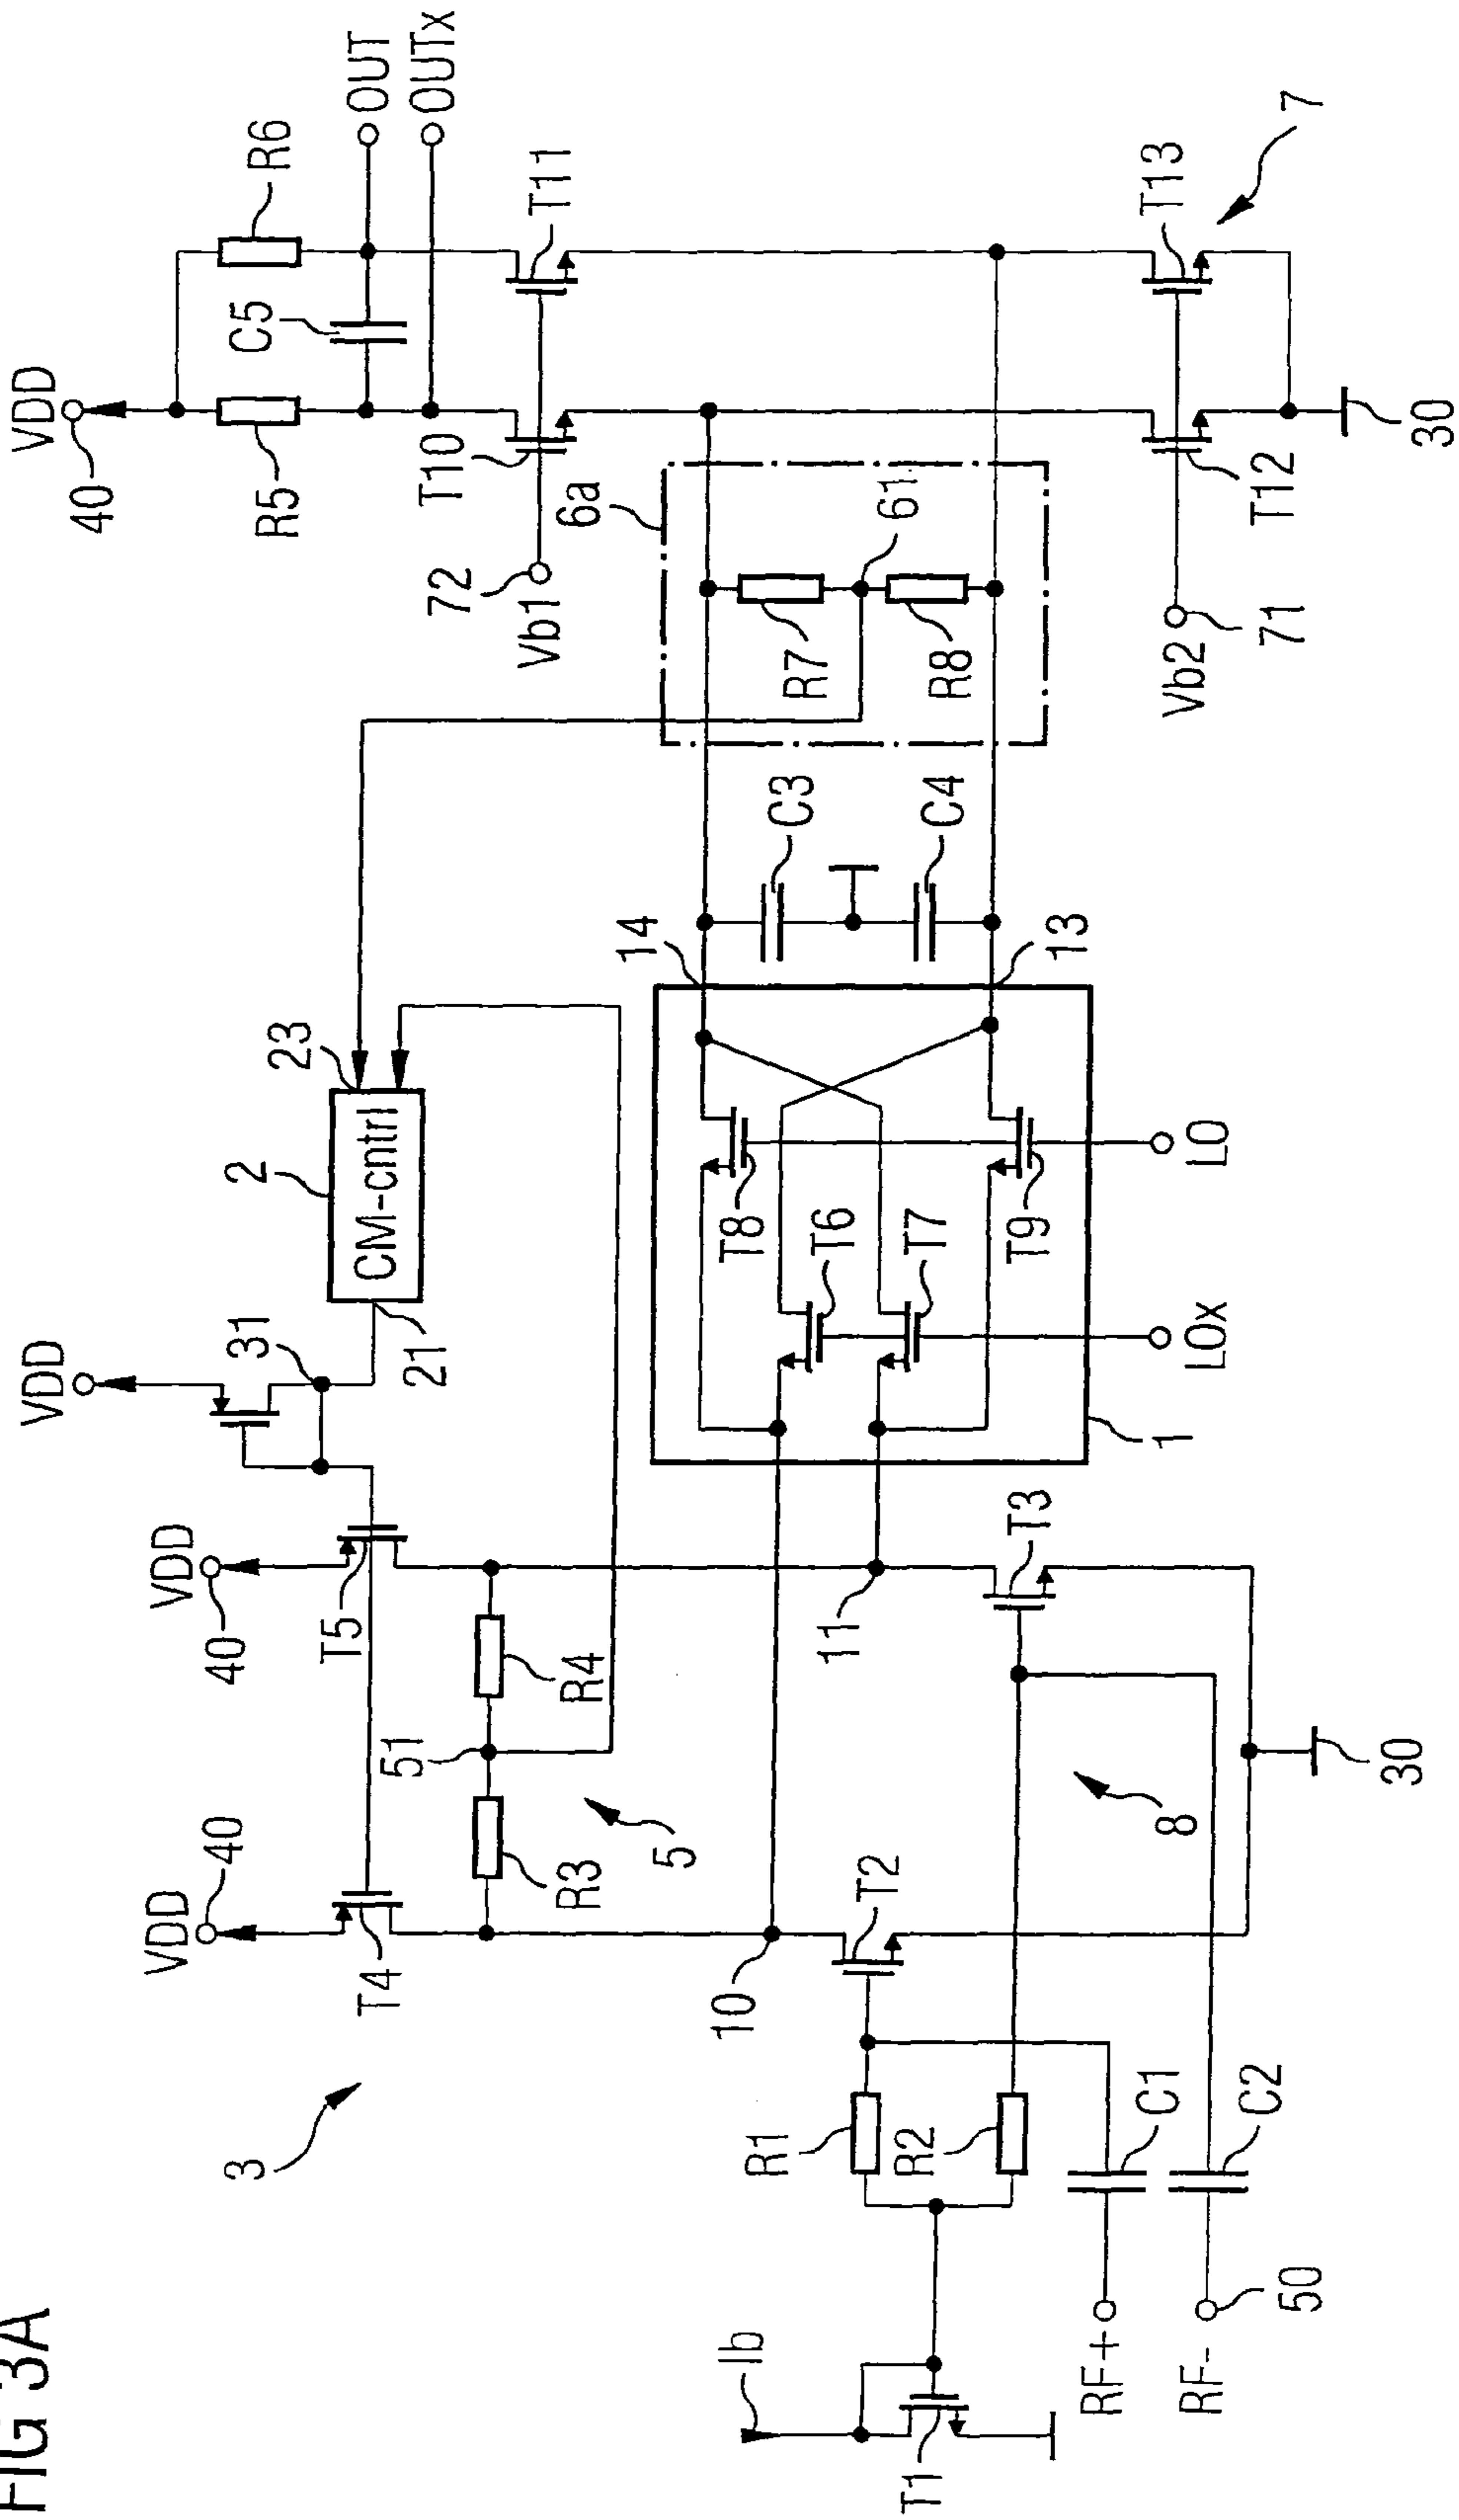 FIG 3A
VDD
40
R5
C5
R6
OUT
OUTx
T10
T11
72
Vb1
6a
61
R7
R8
Vb2
71
T12
T13
7
30
VDD
31
21
2
23
CM-cntrl
14
13
C3
C4
T8
T6
T7
T9
LO
LOx
1
VDD
40
T5
VDD
40
T4
3
R4
51
R3
5
11
10
T3
T2
8
30
R1
R2
C1
C2
Ib
T1
RF+
RF-
50